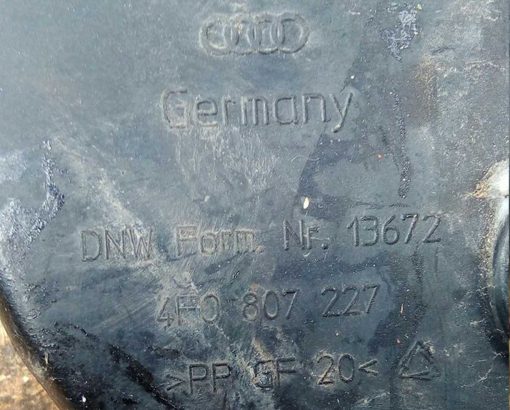 Germany
DNW Form. Nr. 13672
4F0 807 227
>PP GF 20<